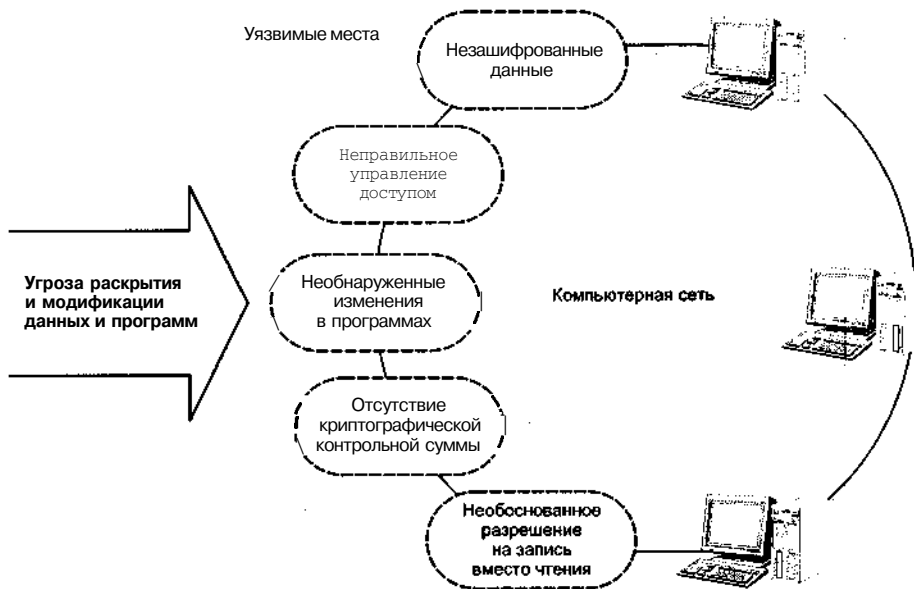 Уязвимые места
Незашифрованные
данные
Неправильное
управление
доступом
Угроза раскрытия
и модификации
данных и программ
Необнаруженные
изменения
в программах
Компьютерная сеть
Отсутствие
криптографической
контрольной суммы
Необоснованное
разрешение
на запись
вместо чтения